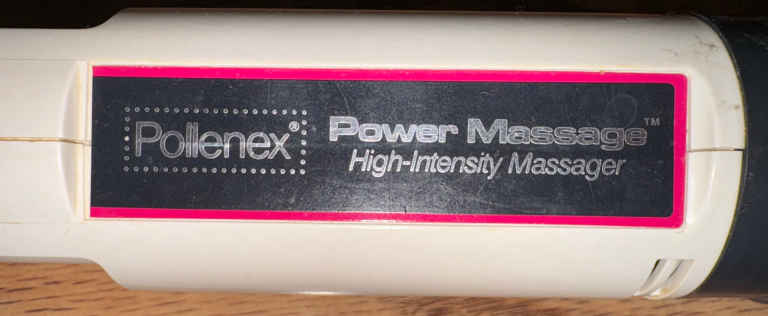 Pollenex®
Power Massage™
High-Intensity Massager